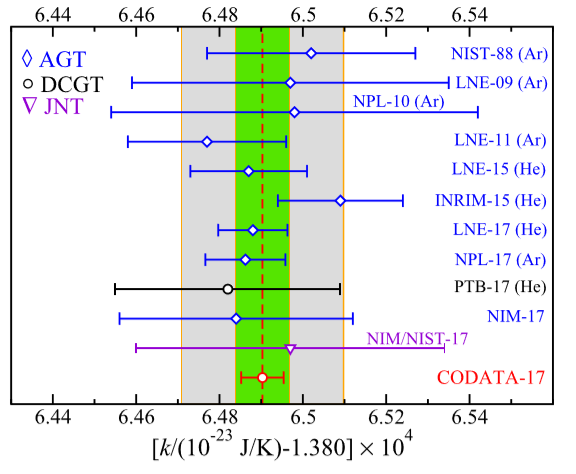 6.44 6.46 6.48 6.5 6.52 6.54
AGT
DCGT
JNT
NIST-88 (Ar)
LNE-09 (Ar)
NPL-10 (Ar)
LNE-11 (Ar)
LNE-15 (He)
INRIM-15 (He)
LNE-17 (He)
NPL-17 (Ar)
PTB-17 (He)
NIM-17
NIM/NIST-17
CODATA-17
6.44 6.46 6.48 6.5 6.52 6.54
[k/(10⁻²³ J/K)-1.380] × 10⁴